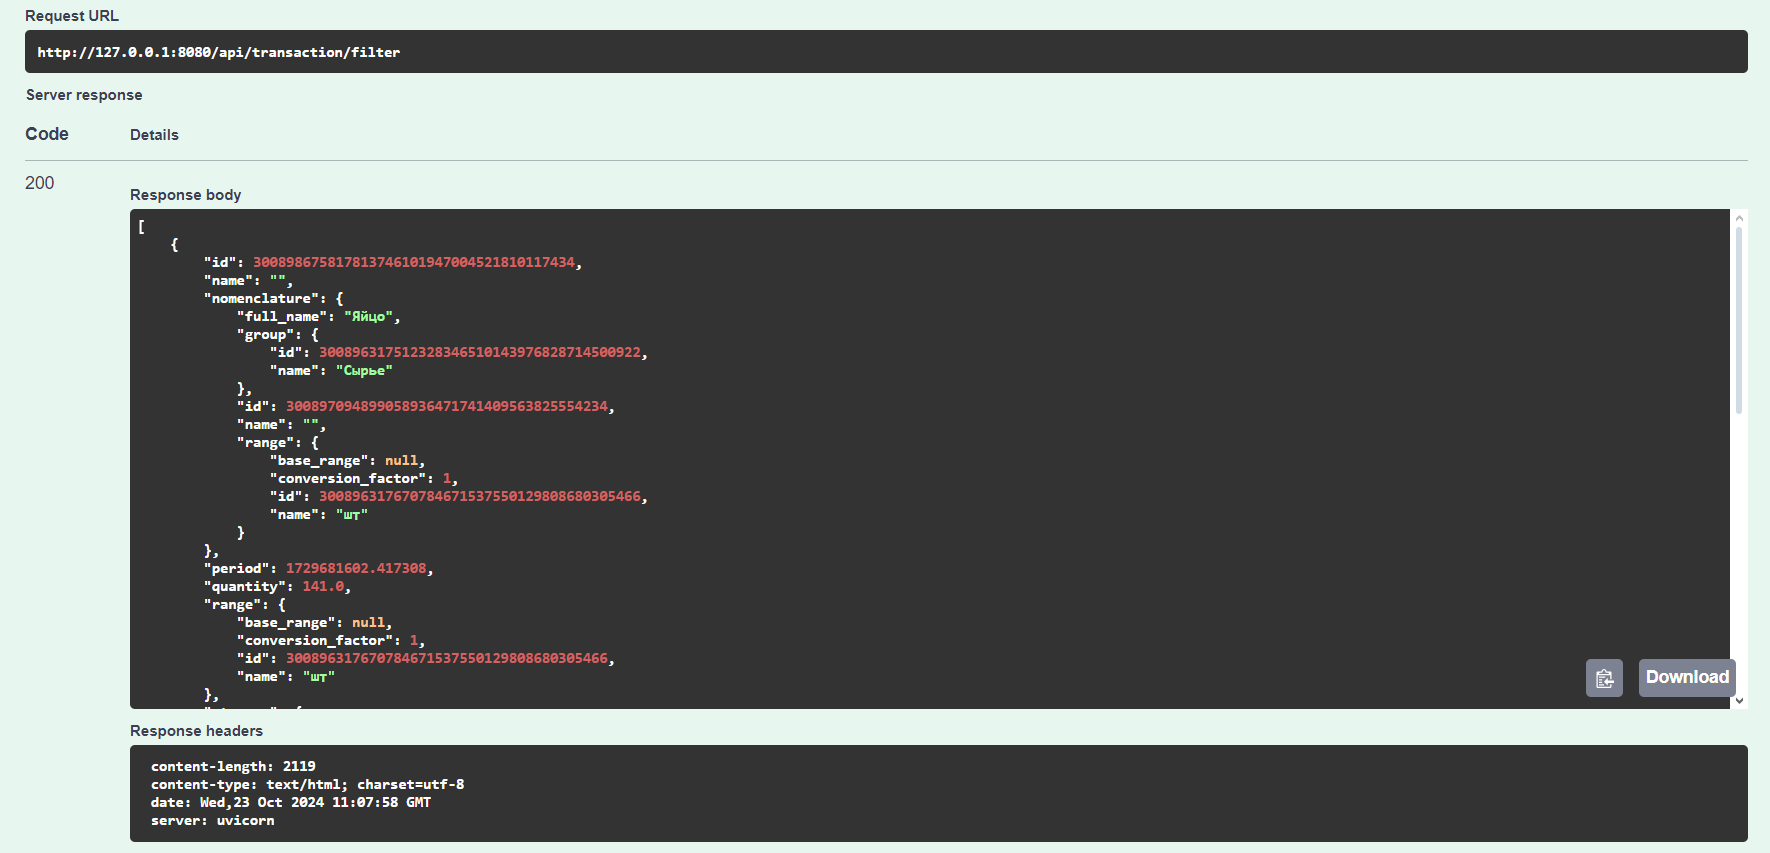 Request URL
http://127.0.0.1:8080/api/transaction/filter
Server response
Code Details
200
Response body
[
{
"id": 300898675817813746101947004521810117434,
"name": "",
"nomenclature": {
"full_name": "Яйцо",
"group": {
"id": 300896317512328346510143976828714500922,
"name": "Сырье"
},
"id": 300897094899058936471741409563825554234,
"name": "",
"range": {
"base_range": null,
"conversion_factor": 1,
"id": 300896317670784671537550129808680305466,
"name": "шт"
}
},
"period": 1729681602.417308,
"quantity": 141.0,
"range": {
"base_range": null,
"conversion_factor": 1,
"id": 300896317670784671537550129808680305466,
"name": "шт"
},
Download
Response headers
content-length: 2119
content-type: text/html; charset=utf-8
date: Wed,23 Oct 2024 11:07:58 GMT
server: uvicorn